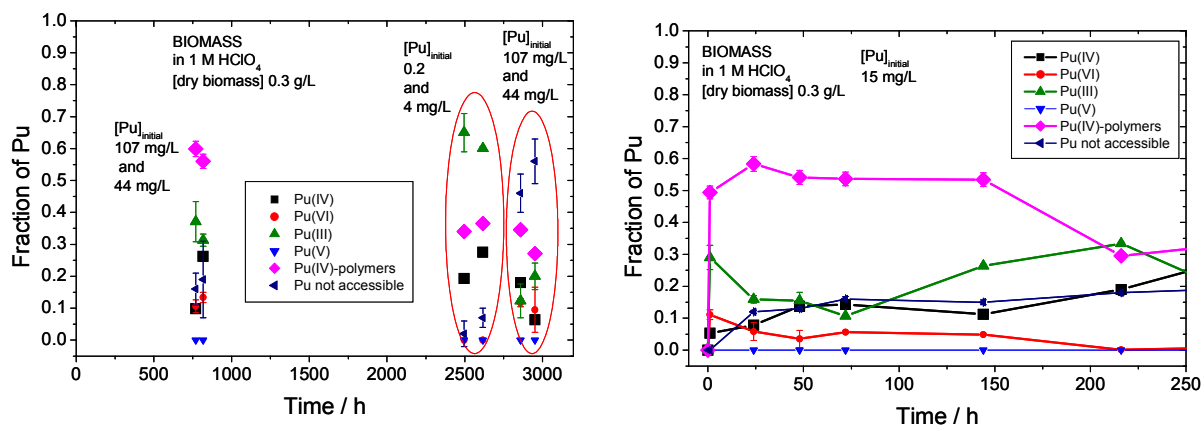 1.0
0.9
0.8
0.7
0.6
0.5
0.4
0.3
0.2
0.1
0.0
Fraction of Pu
BIOMASS
in 1 M HClO4
[dry biomass] 0.3 g/L
[Pu]initial
107 mg/L
and
44 mg/L
[Pu]initial
0.2
and
4 mg/L
[Pu]initial
107 mg/L
and
44 mg/L
Pu(IV)
Pu(VI)
Pu(III)
Pu(V)
Pu(IV)-polymers
Pu not accessible
0 500 1000 1500 2000 2500 3000
Time / h
1.0
0.9
0.8
0.7
0.6
0.5
0.4
0.3
0.2
0.1
0.0
Fraction of Pu
BIOMASS
in 1 M HClO4
[dry biomass] 0.3 g/L
[Pu]initial
15 mg/L
Pu(IV)
Pu(VI)
Pu(III)
Pu(V)
Pu(IV)-polymers
Pu not accessible
0 50 100 150 200 250
Time / h